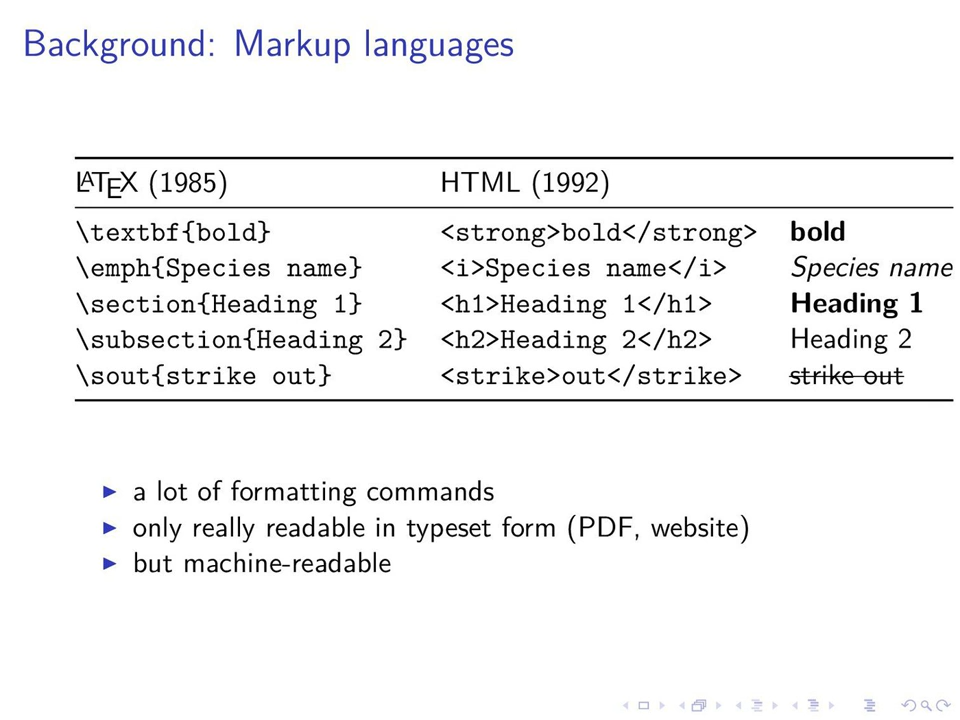 Background: Markup languages
LATEX (1985) HTML (1992)
\textbf{bold} <strong>bold</strong> bold
\emph{Species name} <i>Species name</i> Species name
\section{Heading 1} <h1>Heading 1</h1> Heading 1
\subsection{Heading 2} <h2>Heading 2</h2> Heading 2
\sout{strike out} <strike>out</strike> strike out
a lot of formatting commands
only really readable in typeset form (PDF, website)
but machine-readable